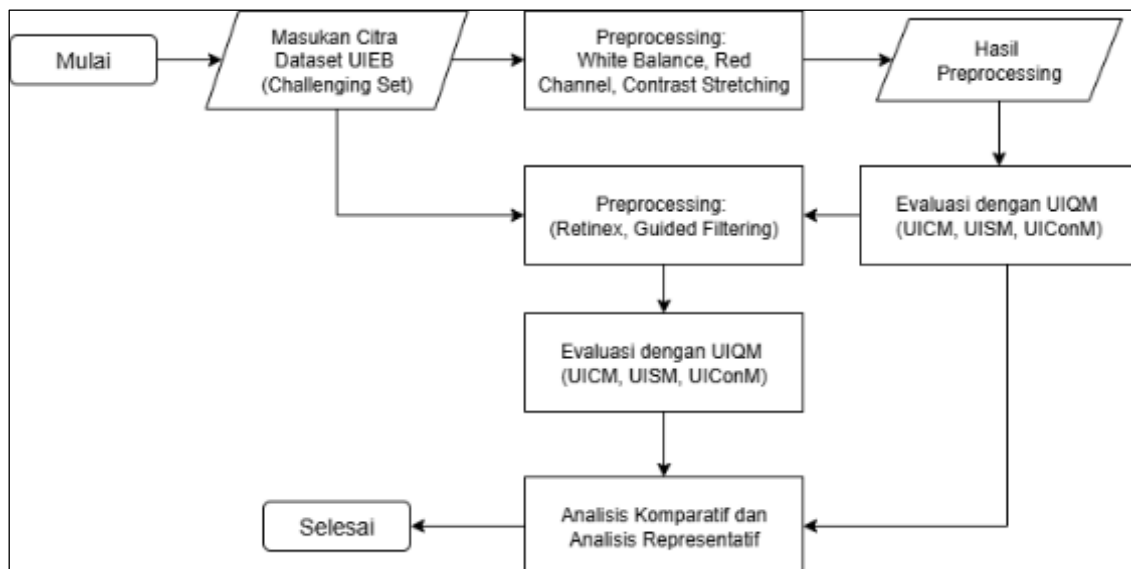 Mulai
Masukan Citra
Dataset UIEB
(Challenging Set)
Preprocessing:
White Balance, Red
Channel, Contrast Stretching
Hasil
Preprocessing
Preprocessing:
(Retinex, Guided Filtering)
Evaluasi dengan UIQM
(UICM, UISM, UIConM)
Evaluasi dengan UIQM
(UICM, UISM, UIConM)
Analisis Komparatif dan
Analisis Representatif
Selesai